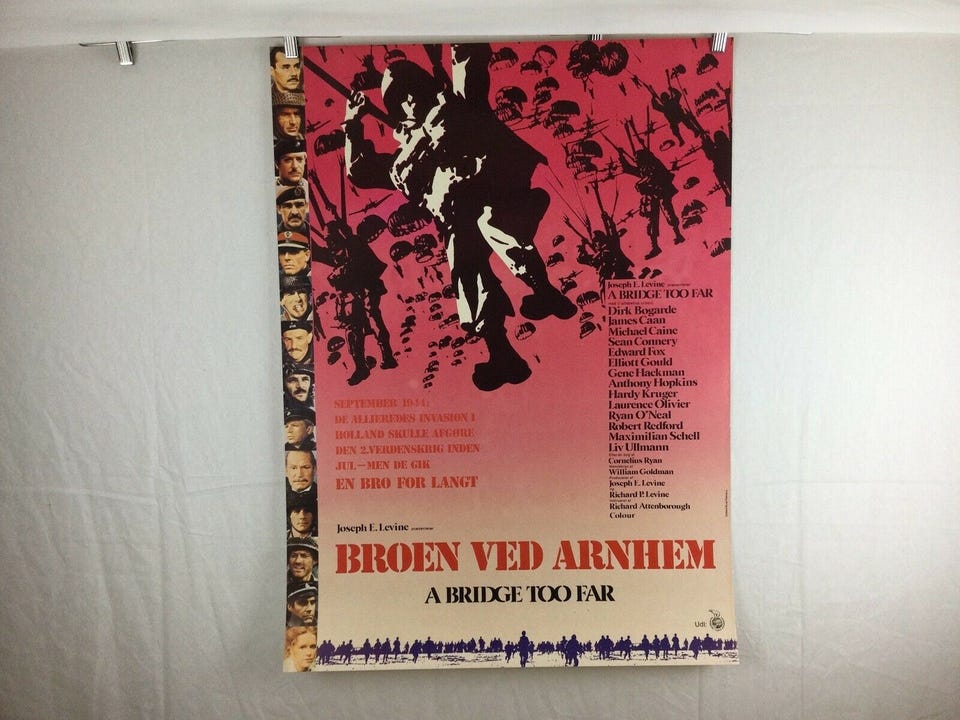 Joseph E. Levine
A BRIDGE TOO FAR
Dirk Bogarde
James Caan
Michael Caine
Sean Connery
Edward Fox
Elliott Gould
Gene Hackman
Anthony Hopkins
Hardy Kruger
Laurence Olivier
Ryan O'Neal
Robert Redford
Maximilian Schell
Liv Ullmann
Cornelius Ryan
William Goldman
Joseph E. Levine
Richard P. Levine
Richard Attenborough
Colour
SEPTEMBER 1944:
DE ALLIEREDES INVASION I
HOLLAND SKULLE AFGØRE
DEN 2.VERDENSKRIG INDEN
JUL—MEN DE GIK
EN BRO FOR LANGT
Joseph E. Levine
BROEN VED ARNHEM
A BRIDGE TOO FAR
Udl: